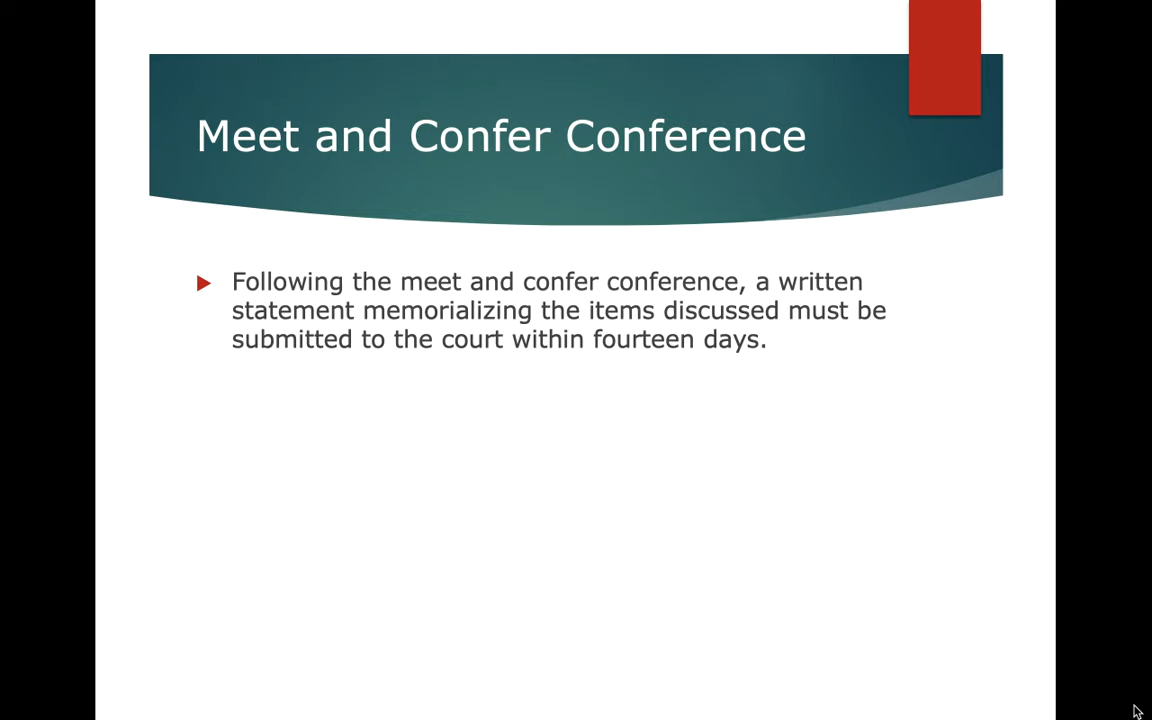 Meet and Confer Conference
Following the meet and confer conference, a written
statement memorializing the items discussed must be
submitted to the court within fourteen days.